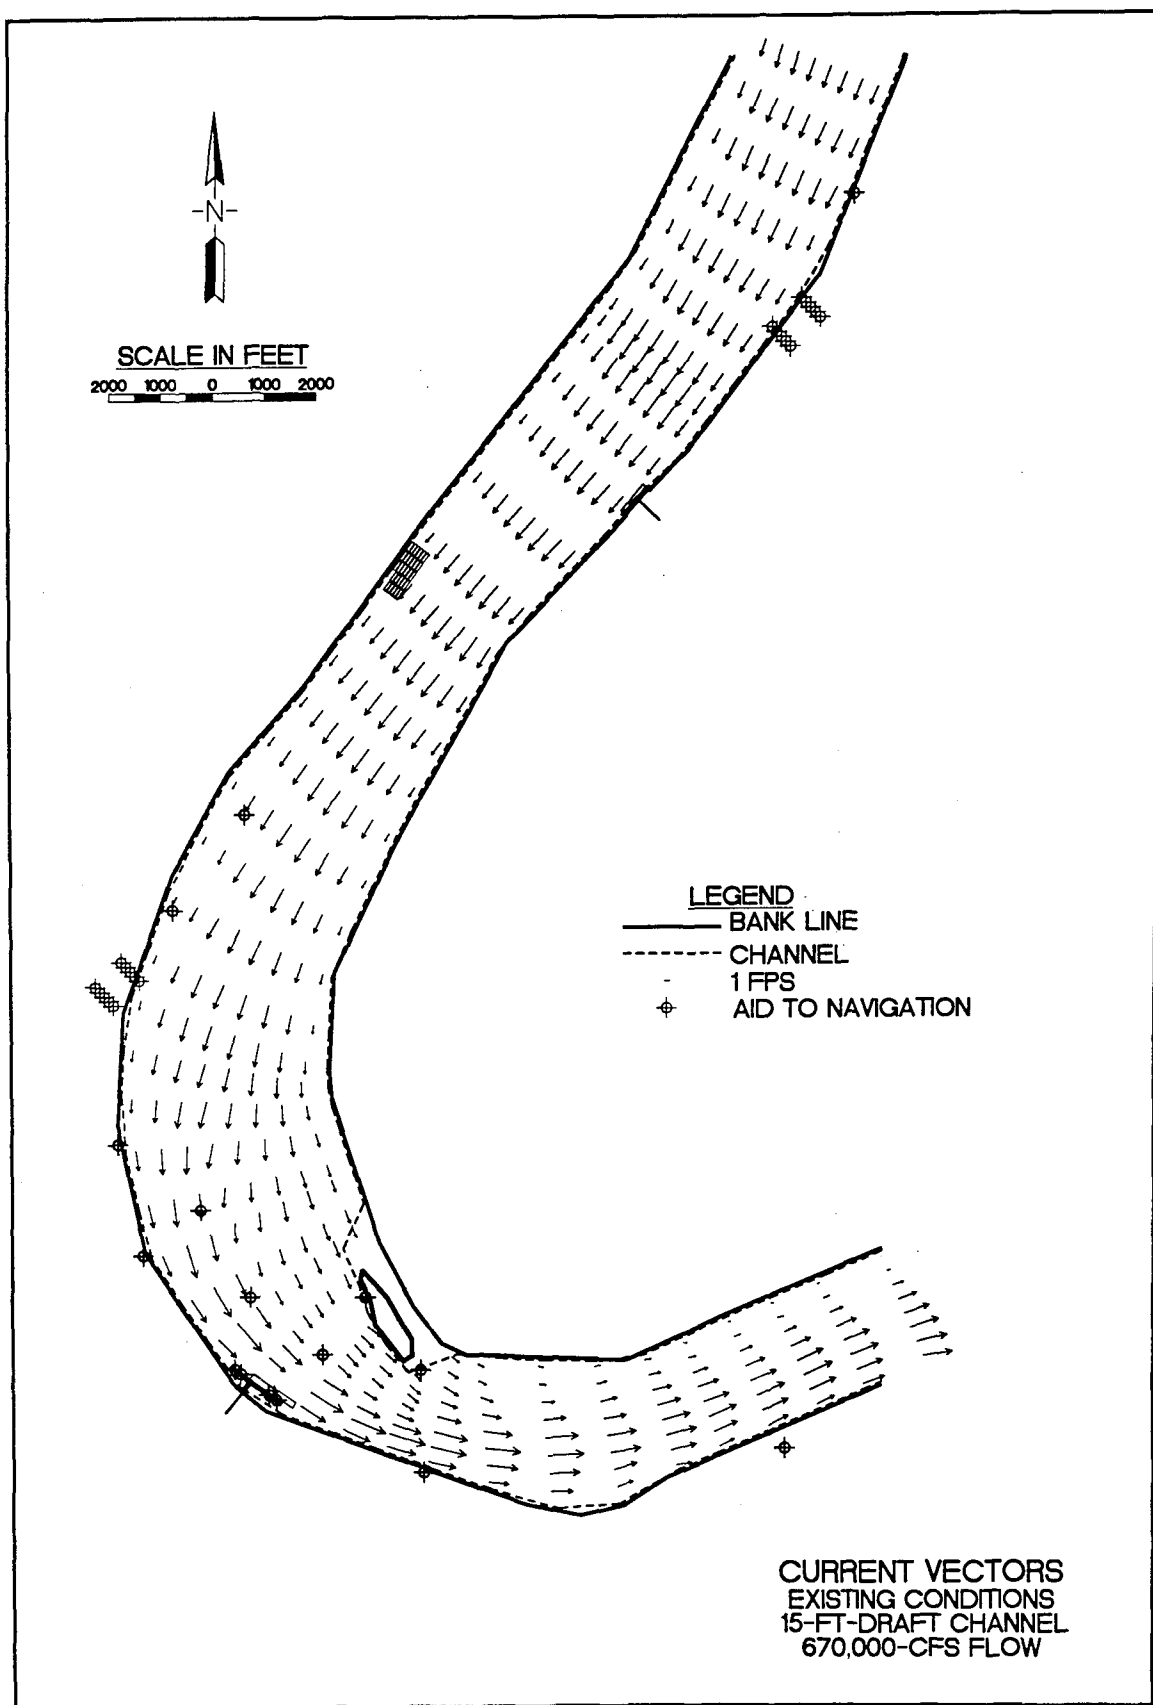 -N-
SCALE IN FEET
2000 1000 0 1000 2000
LEGEND
BANK LINE
CHANNEL
1 FPS
AID TO NAVIGATION
CURRENT VECTORS
EXISTING CONDITIONS
15-FT-DRAFT CHANNEL
670,000-CFS FLOW